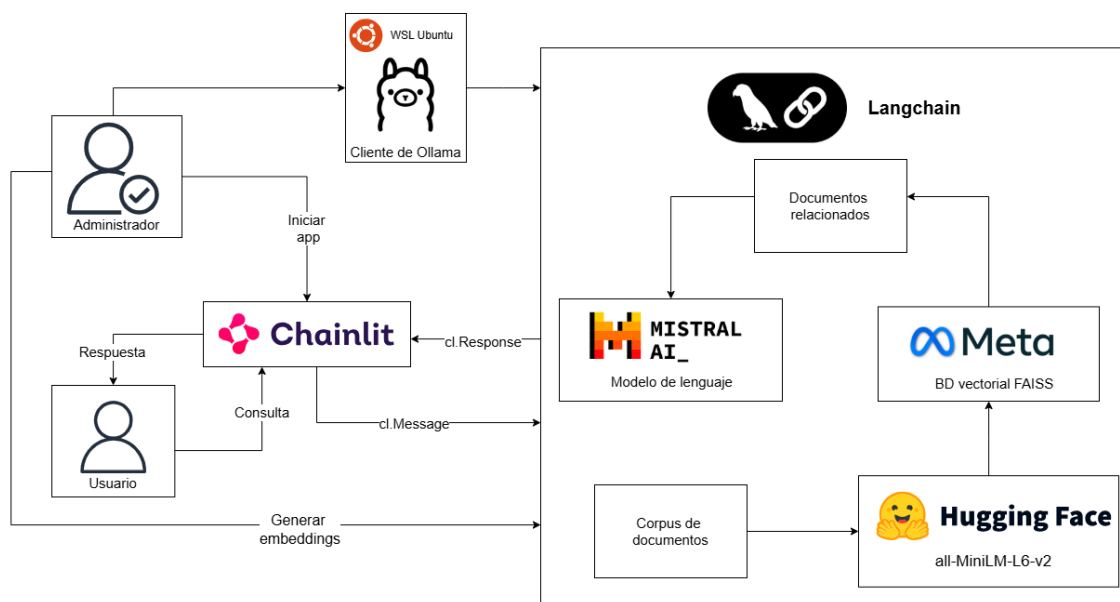 WSL Ubuntu
Cliente de Ollama
Langchain
Administrador
Iniciar
app
Documentos
relacionados
Chainlit
cl.Response
MISTRAL
AI_
Modelo de lenguaje
Meta
BD vectorial FAISS
Respuesta
Consulta
cl.Message
Usuario
Generar
embeddings
Corpus de
documentos
Hugging Face
all-MiniLM-L6-v2